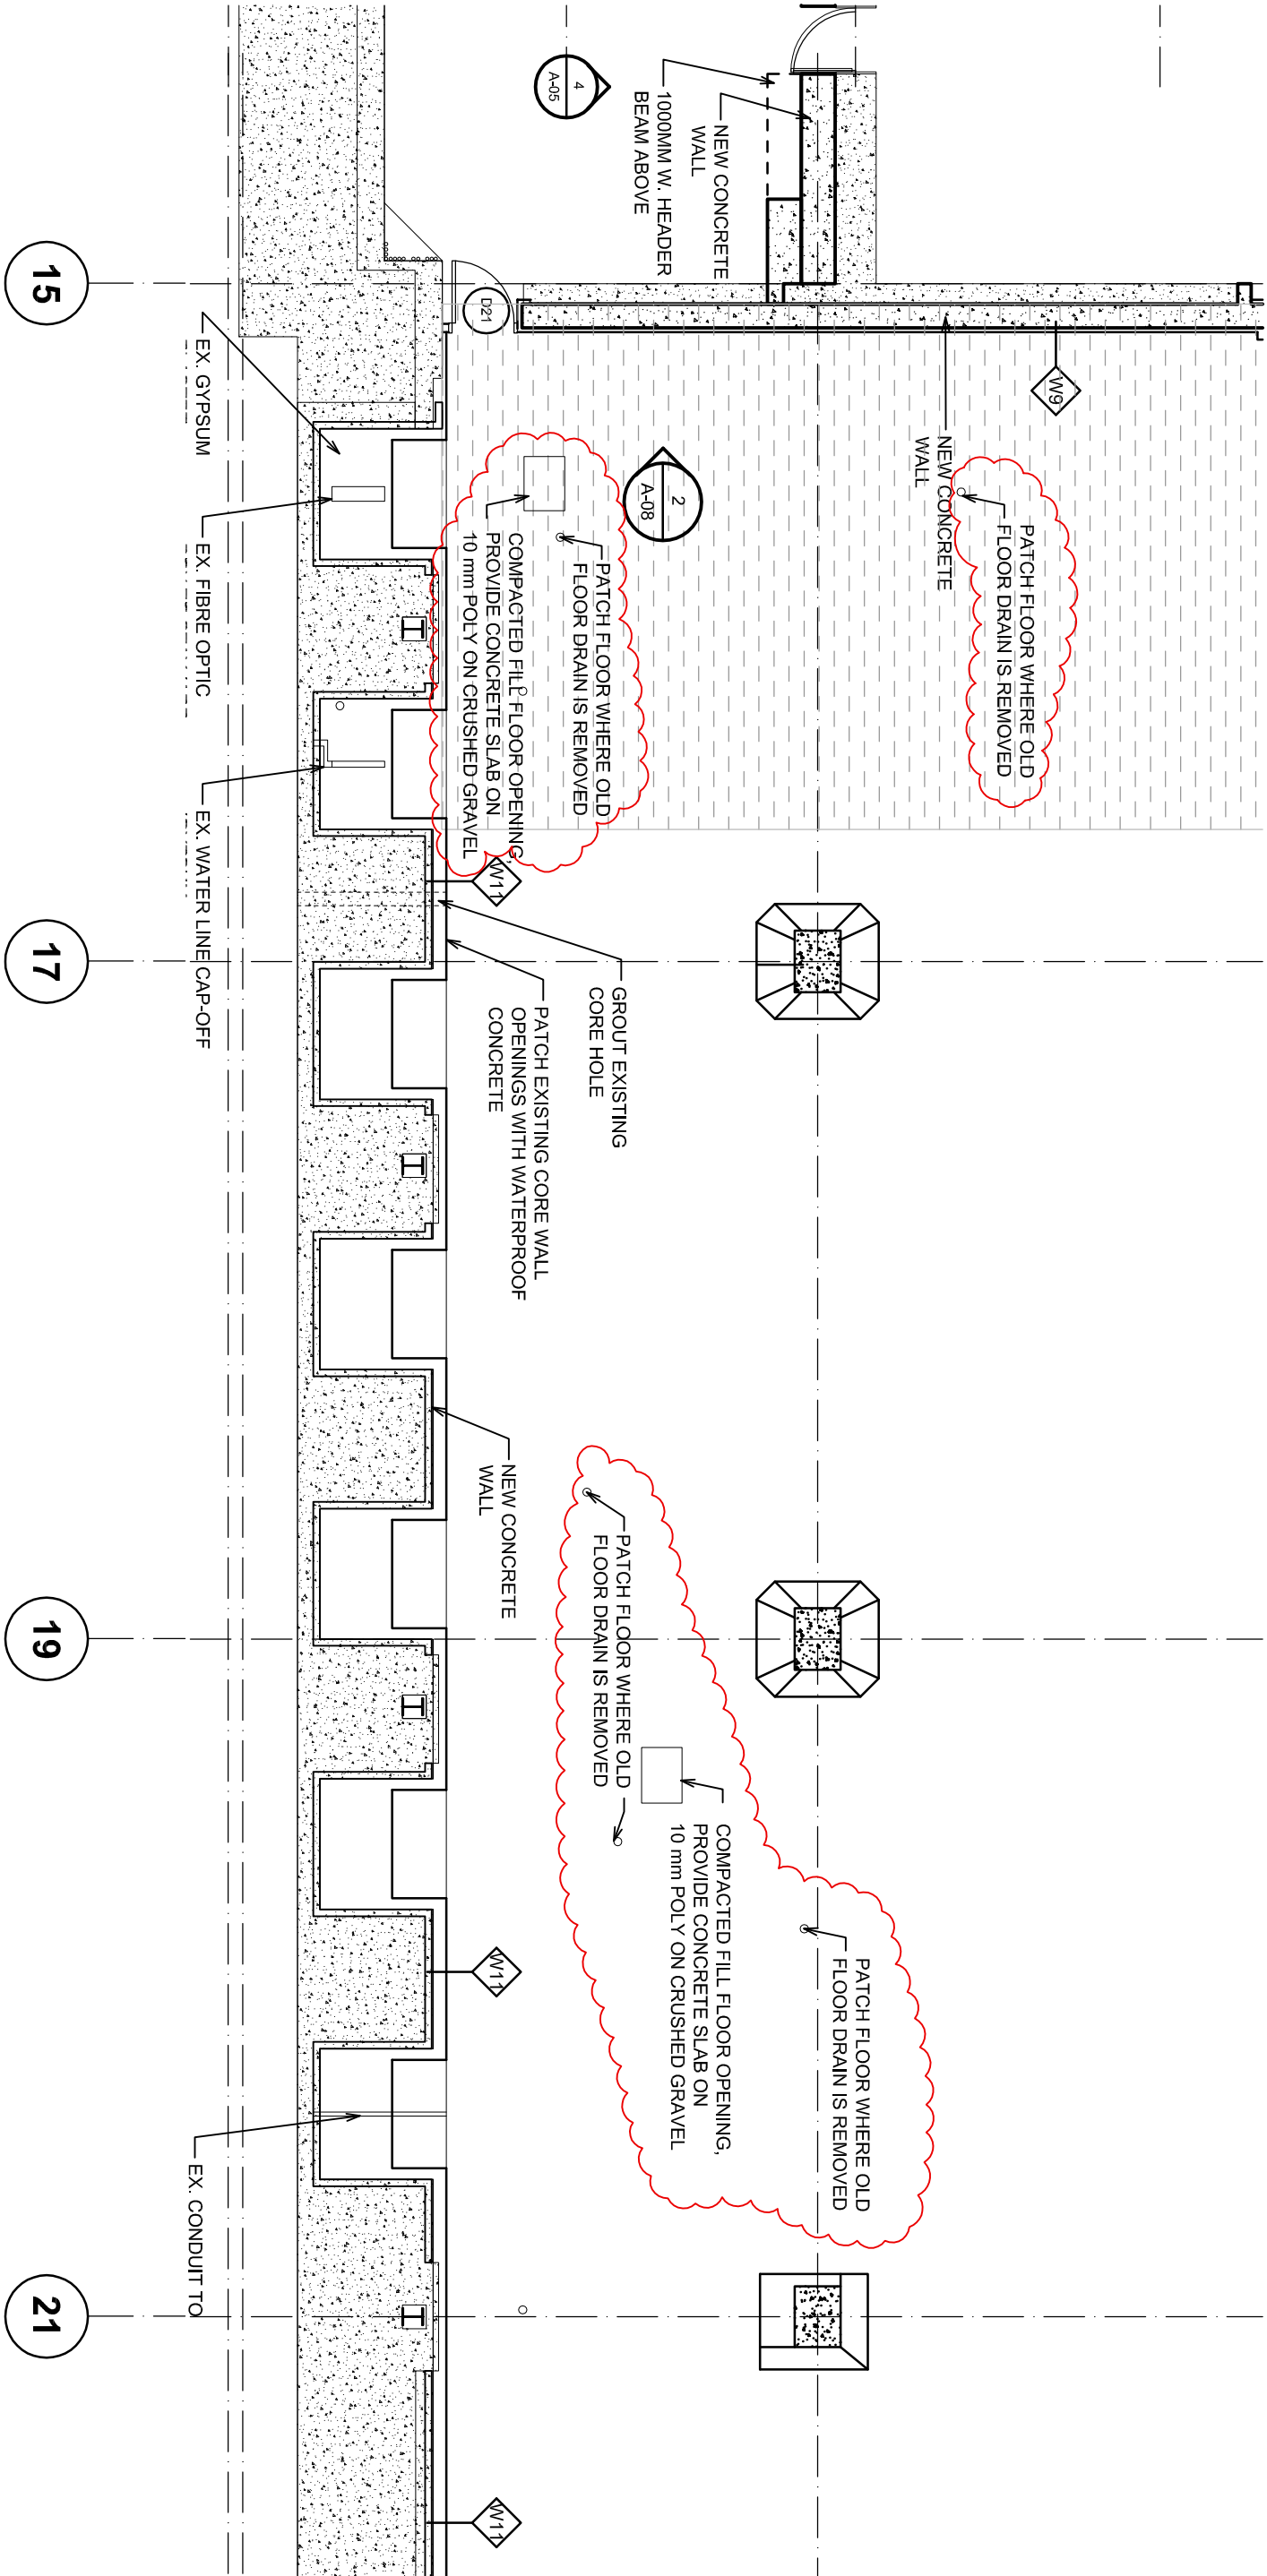 4
A-05
1000MM W. HEADER
BEAM ABOVE
NEW CONCRETE
WALL
15
D21
W9
NEW CONCRETE
WALL
EX. GYPSUM
EX. FIBRE OPTIC
EX. WATER LINE CAP-OFF
2
A-08
PATCH FLOOR WHERE OLD
FLOOR DRAIN IS REMOVED
PATCH FLOOR WHERE OLD
FLOOR DRAIN IS REMOVED
COMPACTED FILL FLOOR OPENING,
PROVIDE CONCRETE SLAB ON
10 mm POLY ON CRUSHED GRAVEL
W11
17
GROUT EXISTING
CORE HOLE
PATCH EXISTING CORE WALL
OPENINGS WITH WATERPROOF
CONCRETE
NEW CONCRETE
WALL
19
PATCH FLOOR WHERE OLD
FLOOR DRAIN IS REMOVED
COMPACTED FILL FLOOR OPENING,
PROVIDE CONCRETE SLAB ON
10 mm POLY ON CRUSHED GRAVEL
PATCH FLOOR WHERE OLD
FLOOR DRAIN IS REMOVED
W11
EX. CONDUIT TO
21
W11